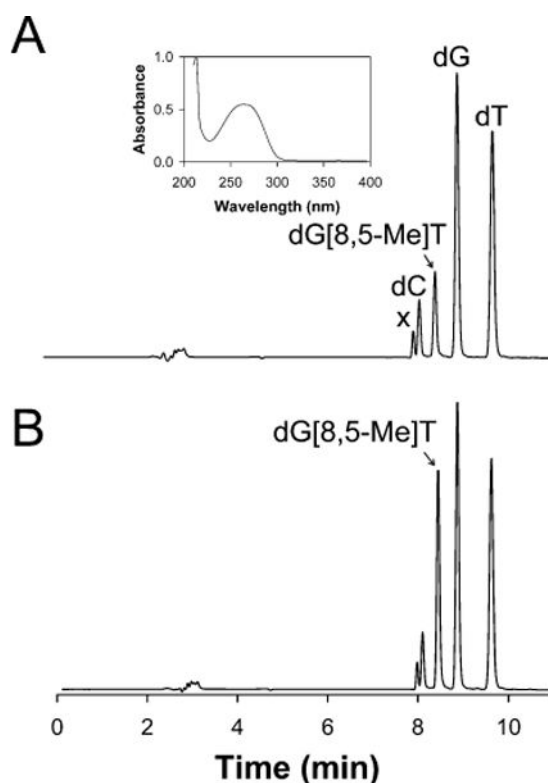 A
dG
dT
1.0
0.5
0.0
Absorbance
200 250 300 350 400
Wavelength (nm)
dG[8,5-Me]T
dC
x
B
dG[8,5-Me]T
0 2 4 6 8 10
Time (min)